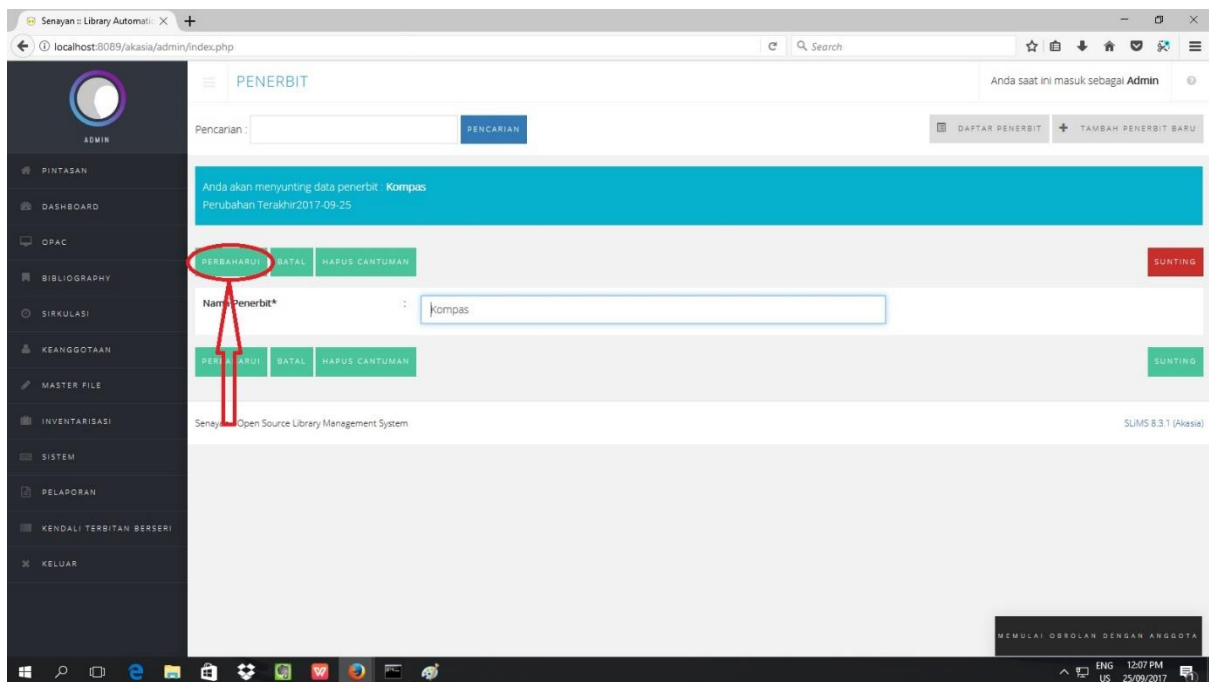 Senayan :: Library Automatic
localhost:8089/akasia/admin/index.php
Search
ADMIN
PENERBIT
Anda saat ini masuk sebagai Admin
Pencarian :
PENCARIAN
DAFTAR PENERBIT
TAMBAH PENERBIT BARU
PINTASAN
DASHBOARD
OPAC
BIBLIOGRAPHY
SIRKULASI
KEANGGOTAAN
MASTER FILE
INVENTARISASI
SISTEM
PELAPORAN
KENDALI TERBITAN BERSERI
KELUAR
Anda akan menyunting data penerbit : Kompas
Perubahan Terakhir2017-09-25
PERBAHARUI BATAL HAPUS CANTUMAN SUNTING
Nama Penerbit* : Kompas
PERBAHARUI BATAL HAPUS CANTUMAN SUNTING
Senayan Open Source Library Management System SLiMS 8.3.1 (Akasia)
MEMULAI OBROLAN DENGAN ANGGOTA
ENG 12:07 PM
US 25/09/2017